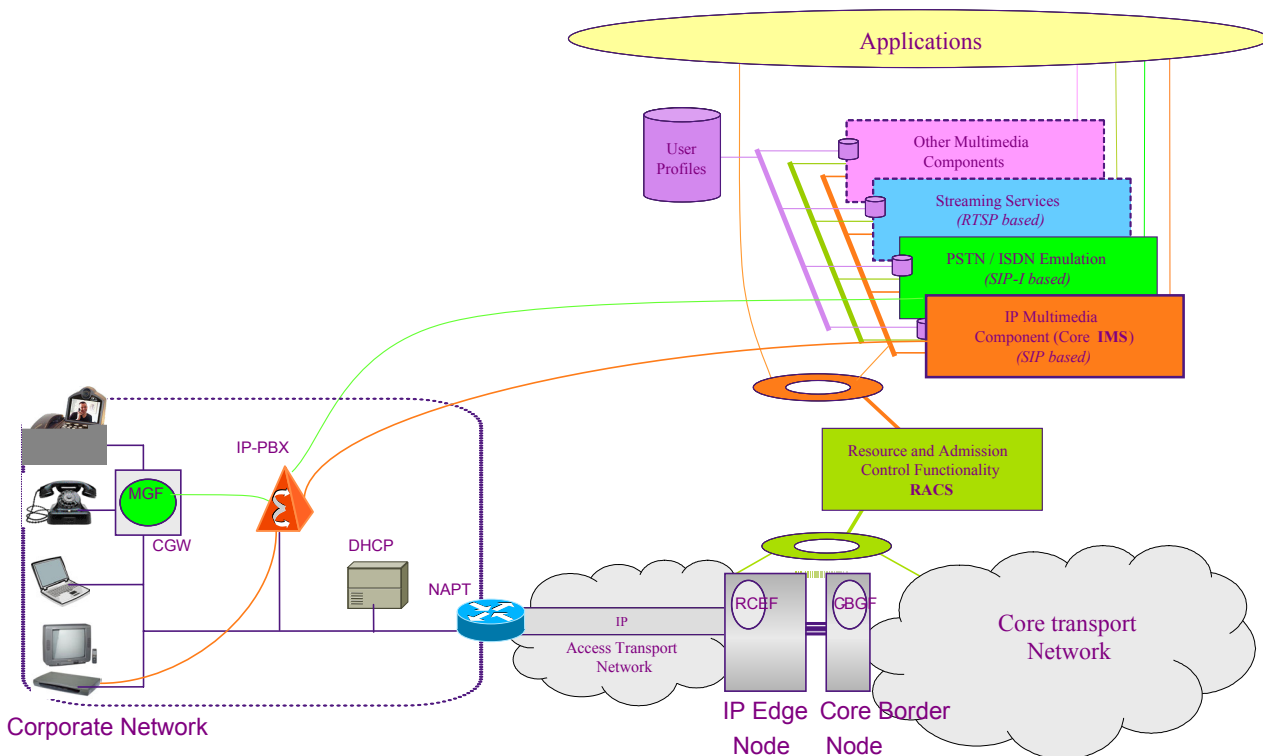 Applications
User
Profiles
Other Multimedia
Components
Streaming Services
(RTSP based)
PSTN / ISDN Emulation
(SIP-I based)
IP Multimedia
Component (Core IMS)
(SIP based)
IP-PBX
Resource and Admission
Control Functionality
RACS
MGF
CGW
DHCP
NAPT
IP
Access Transport
Network
RCEF
CBGF
Core transport
Network
Corporate Network
IP Edge
Node
Core Border
Node